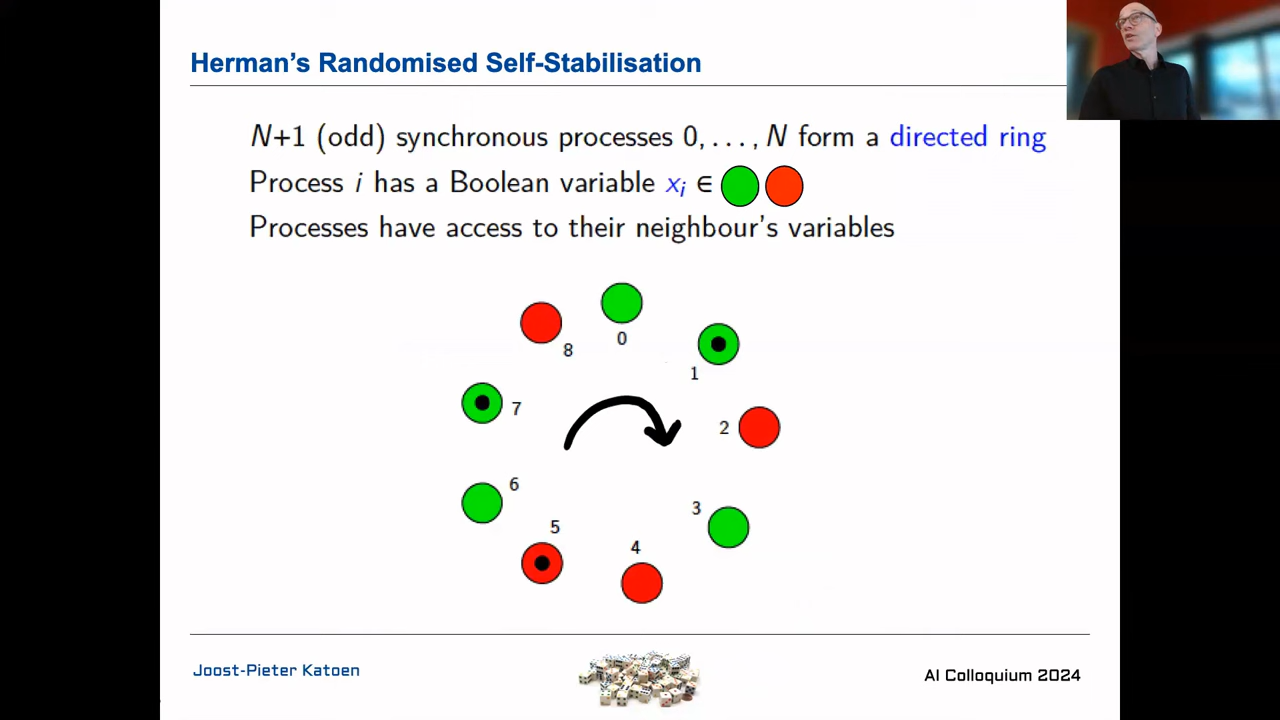 Herman's Randomised Self-Stabilisation
N+1 (odd) synchronous processes 0, . . . , N form a directed ring
Process i has a Boolean variable xᵢ ∈
Processes have access to their neighbour's variables
0
8
1
7
2
6
3
5
4
Joost-Pieter Katoen
AI Colloquium 2024